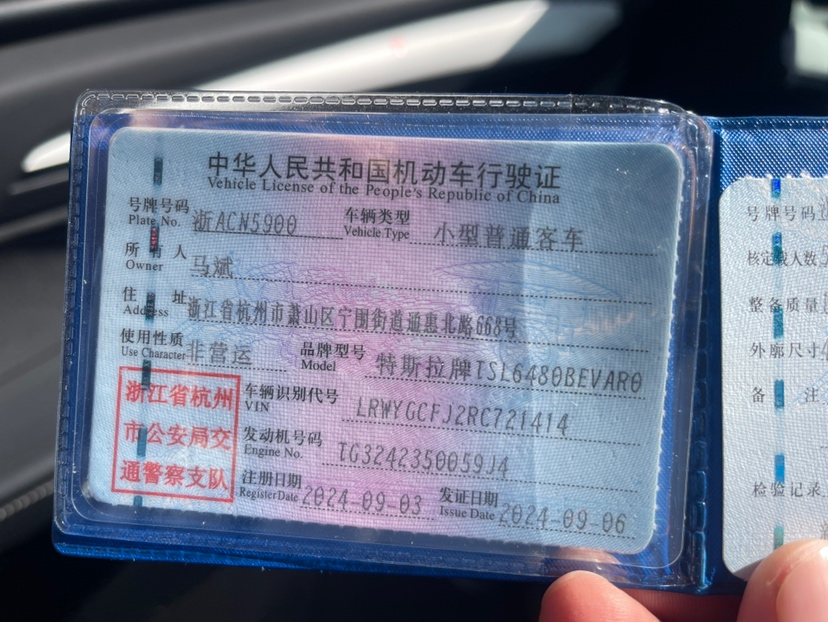 中华人民共和国机动车行驶证
Vehicle License of the People's Republic of China
号牌号码 浙ACN5900 车辆类型 小型普通客车
Plate No. Vehicle Type
所有人 马斌
Owner
住址 浙江省杭州市萧山区宁围街道通惠北路668号
Address
使用性质 非营运 品牌型号 特斯拉牌TSL6480BEVAR0
Use Character Model
浙江省杭州
市公安局交
通警察支队
车辆识别代号 LRWYGCFJ2RC721414
VIN
发动机号码 TG3242350059J4
Engine No.
注册日期 2024-09-03 发证日期 2024-09-06
Register Date Issue Date
号牌号码
核定载人数
整备质量
外廓尺寸
备注
检验记录